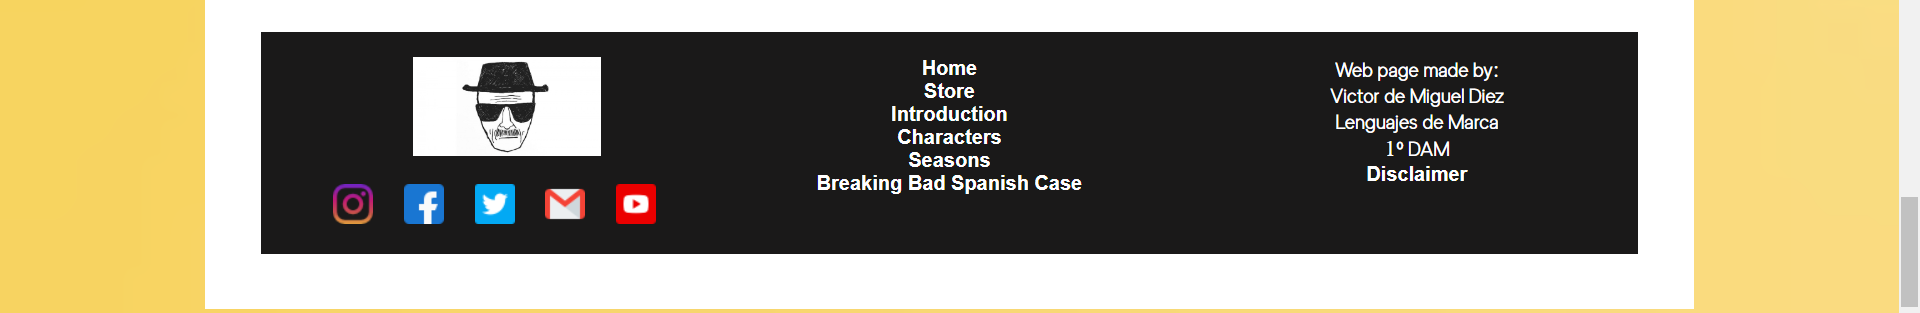 Home
Store
Introduction
Characters
Seasons
Breaking Bad Spanish Case
Web page made by:
Victor de Miguel Diez
Lenguajes de Marca
1º DAM
Disclaimer